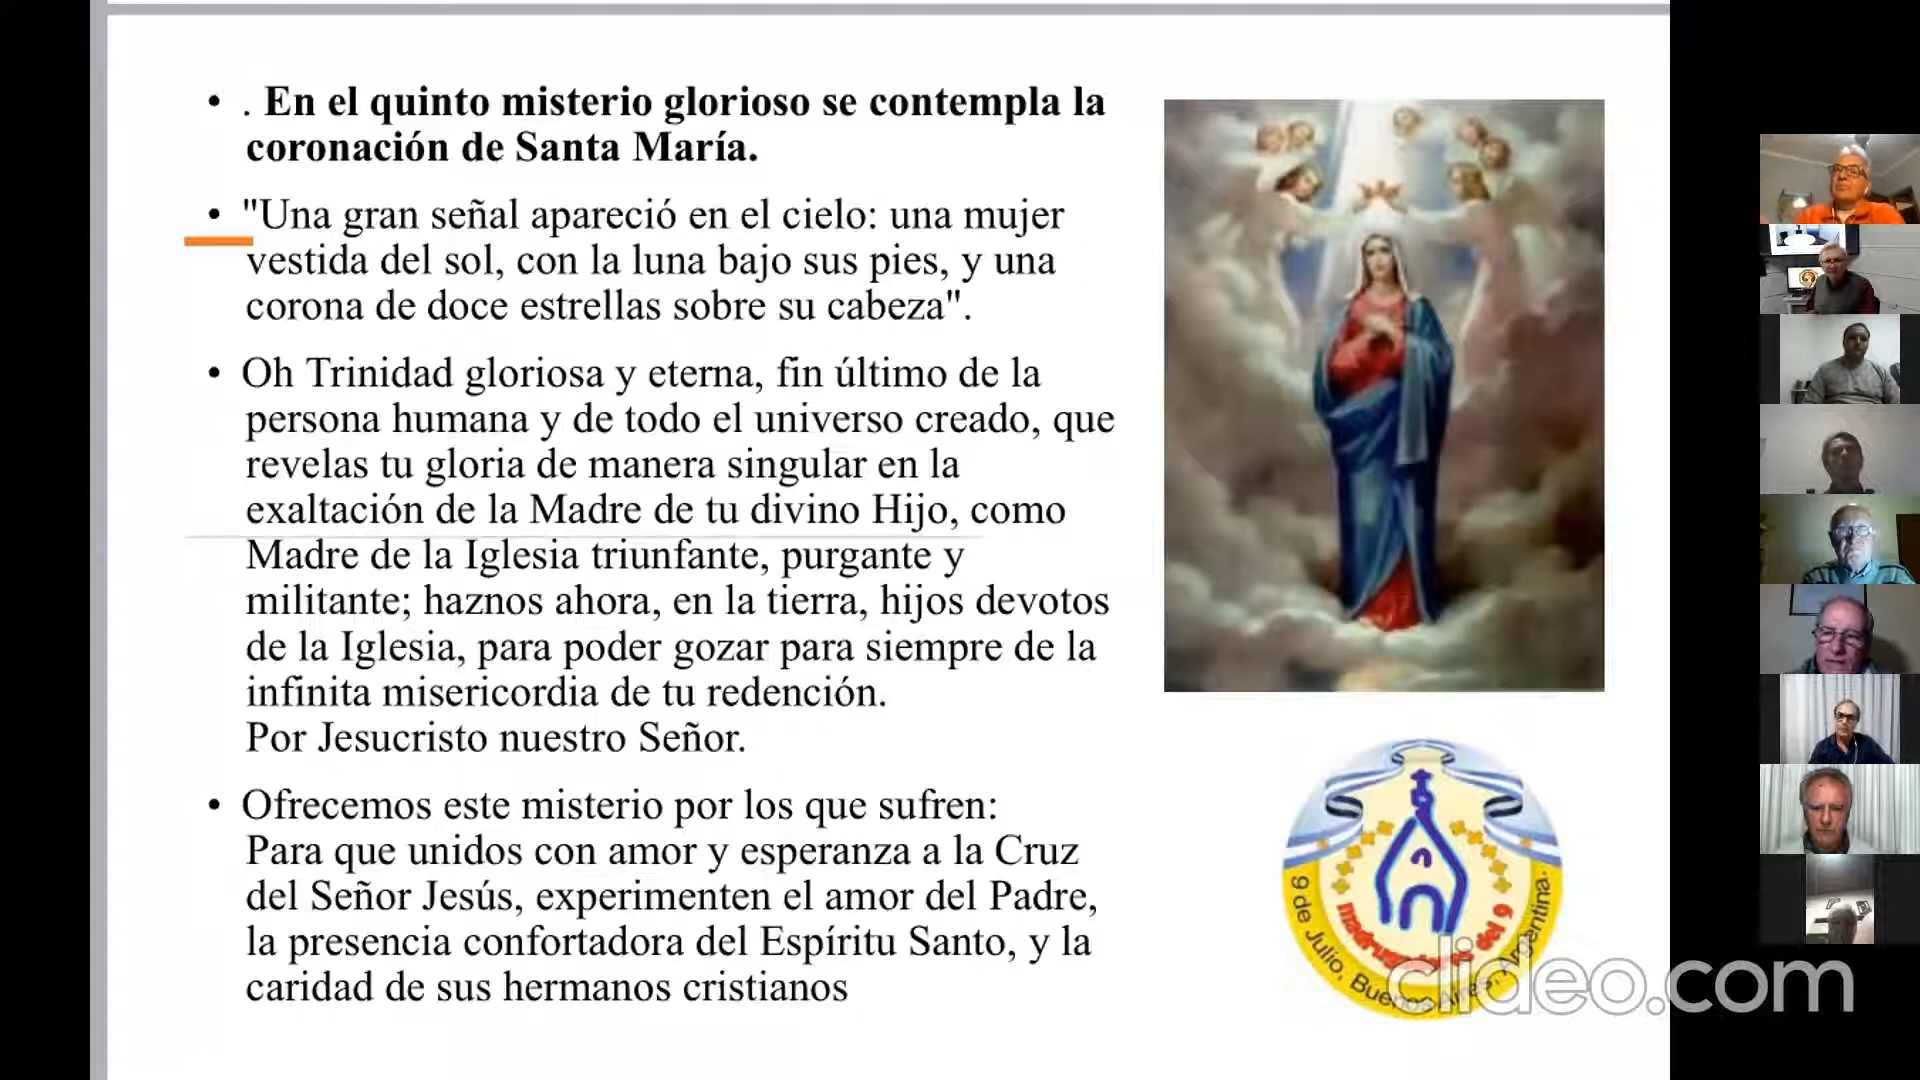 • . En el quinto misterio glorioso se contempla la
coronación de Santa María.
• "Una gran señal apareció en el cielo: una mujer
vestida del sol, con la luna bajo sus pies, y una
corona de doce estrellas sobre su cabeza".
• Oh Trinidad gloriosa y eterna, fin último de la
persona humana y de todo el universo creado, que
revelas tu gloria de manera singular en la
exaltación de la Madre de tu divino Hijo, como
Madre de la Iglesia triunfante, purgante y
militante; haznos ahora, en la tierra, hijos devotos
de la Iglesia, para poder gozar para siempre de la
infinita misericordia de tu redención.
Por Jesucristo nuestro Señor.
• Ofrecemos este misterio por los que sufren:
Para que unidos con amor y esperanza a la Cruz
del Señor Jesús, experimenten el amor del Padre,
la presencia confortadora del Espíritu Santo, y la
caridad de sus hermanos cristianos
del 9
9 de Julio, Buenos Aires, Argentina.
clideo.com